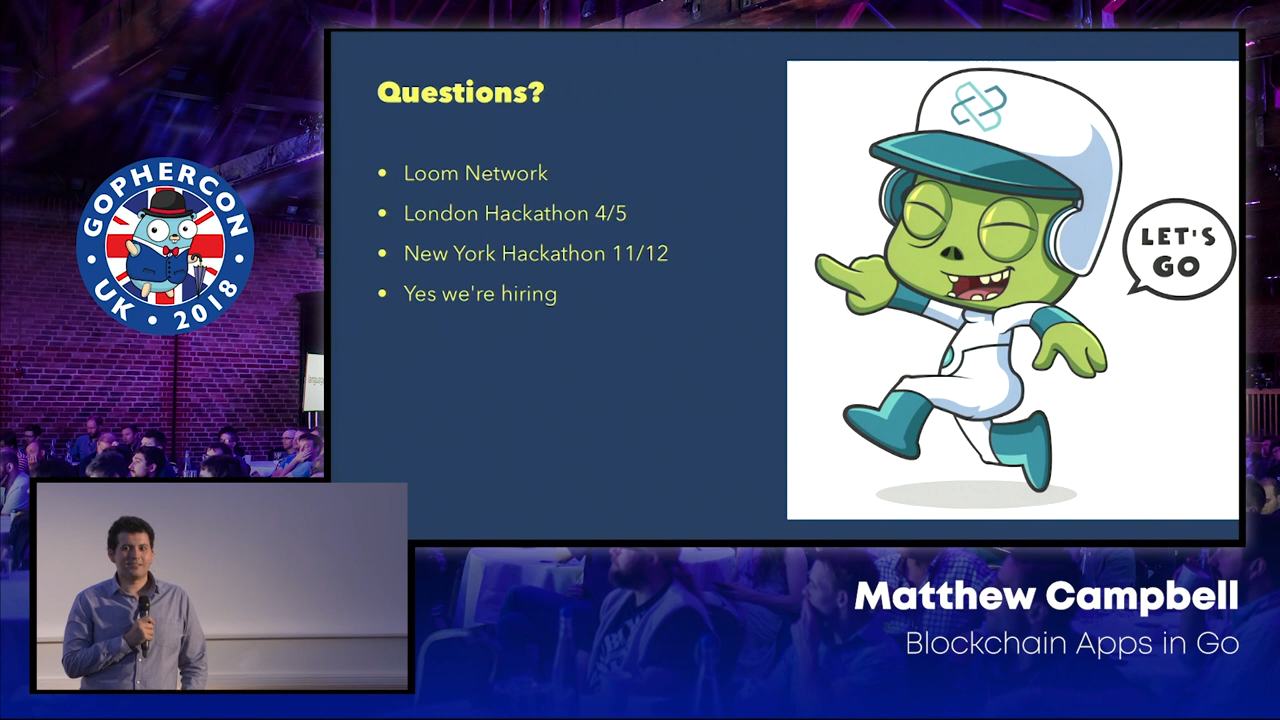 GOPHERCON
UK • 2018
Questions?
• Loom Network
• London Hackathon 4/5
• New York Hackathon 11/12
• Yes we're hiring
LET'S
GO
Matthew Campbell
Blockchain Apps in Go